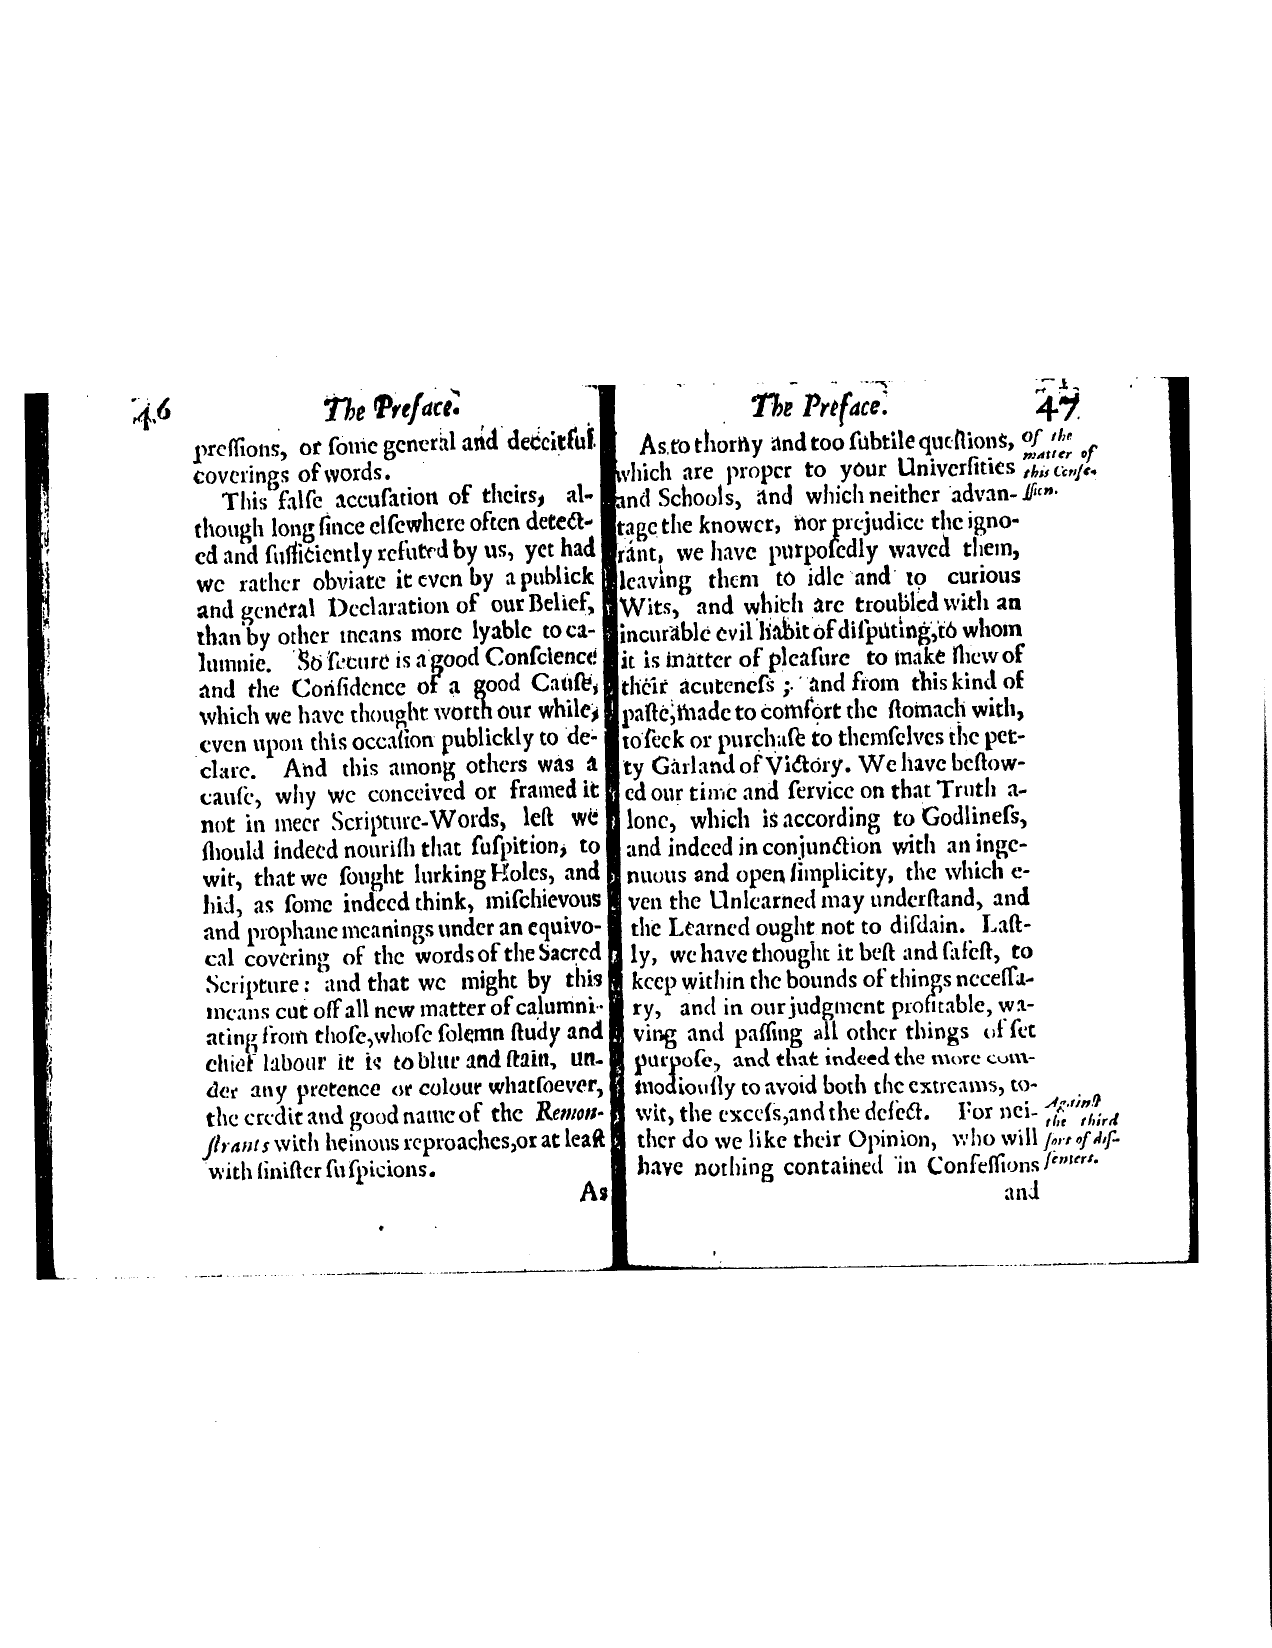 46
The Preface.
preſſions, or ſome general and deceitful
coverings of words.
This falſe accuſation of theirs, al-
though long ſince elſewhere often detect-
ed and ſufficiently refuted by us, yet had
we rather obviate it even by a publick
and general Declaration of our Belief,
than by other means more lyable to ca-
lumnie. So ſecure is a good Conſcience
and the Confidence of a good Cauſe,
which we have thought worth our while,
even upon this occaſion publickly to de-
clare. And this among others was a
cauſe, why we conceived or framed it
not in meer Scripture-Words, leſt we
ſhould indeed nouriſh that ſuſpition, to
wit, that we ſought lurking Holes, and
hid, as ſome indeed think, miſchievous
and prophane meanings under an equivo-
cal covering of the words of the Sacred
Scripture: and that we might by this
means cut off all new matter of calumni-
ating from thoſe, whoſe ſolemn ſtudy and
chief labour it is to blur and ſtain, un-
der any pretence or colour whatſoever,
the credit and good name of the Remon-
ſtrants with heinous reproaches, or at leaſt
with ſiniſter ſuſpicions.
As
The Preface.
47
As to thorny and too ſubtile queſtions,
which are proper to your Univerſities
and Schools, and which neither advan-
tage the knower, nor prejudice the igno-
rant, we have purpoſedly waved them,
leaving them to idle and to curious
Wits, and which are troubled with an
incurable evil habit of diſputing, to whom
it is matter of pleaſure to make ſhew of
their acuteneſs; and from this kind of
paſte, made to comfort the ſtomach with,
to ſeek or purchaſe to themſelves the pet-
ty Garland of Victory. We have beſtow-
ed our time and ſervice on that Truth a-
lone, which is according to Godlineſs,
and indeed in conjunction with an inge-
nuous and open ſimplicity, the which e-
ven the Unlearned may underſtand, and
the Learned ought not to diſdain. Laſt-
ly, we have thought it beſt and ſafeſt, to
keep within the bounds of things neceſſa-
ry, and in our judgment profitable, wa-
ving and paſſing all other things of ſet
purpoſe, and that indeed the more com-
modiouſly to avoid both the extreams, to-
wit, the exceſs, and the defect. For nei-
ther do we like their Opinion, who will
have nothing contained in Confeſſions
and
Of the
matter of
this Confe-
ſſion.
Againſt
the third
ſort of diſ-
ſenters.